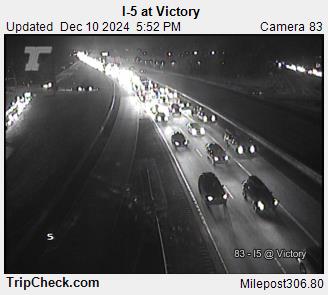 I-5 at Victory
Updated Dec 10 2024 5:52 PM Camera 83
T
S
83 - I5 @ Victory
TripCheck.com Milepost306.80